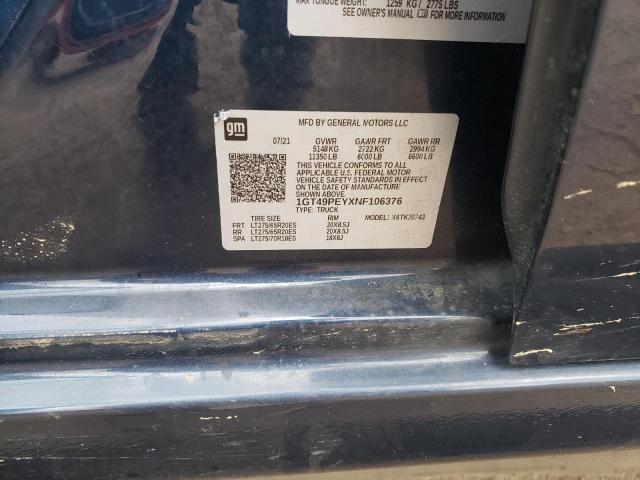 MAX TONGUE WEIGHT: 1259 KG/ 2775 LBS
SEE OWNER'S MANUAL FOR MORE INFORMATION
gm
MFD BY GENERAL MOTORS LLC
07/21 GVWR GAWR FRT GAWR RR
5148 KG 2722 KG 2994 KG
11350 LB 6000 LB 6600 LB
THIS VEHICLE CONFORMS TO ALL
APPLICABLE U.S. FEDERAL MOTOR
VEHICLE SAFETY STANDARDS IN EFFECT
ON THE DATE OF MANUFACTURE
SHOWN ABOVE.
1GT49PEYXNF106376
TYPE: TRUCK
MODEL: X6TK20743
TIRE SIZE RIM
FRT LT275/65R20ES 20X8.5J
RR LT275/65R20ES 20X8.5J
SPA LT275/70R18ES 18X8J